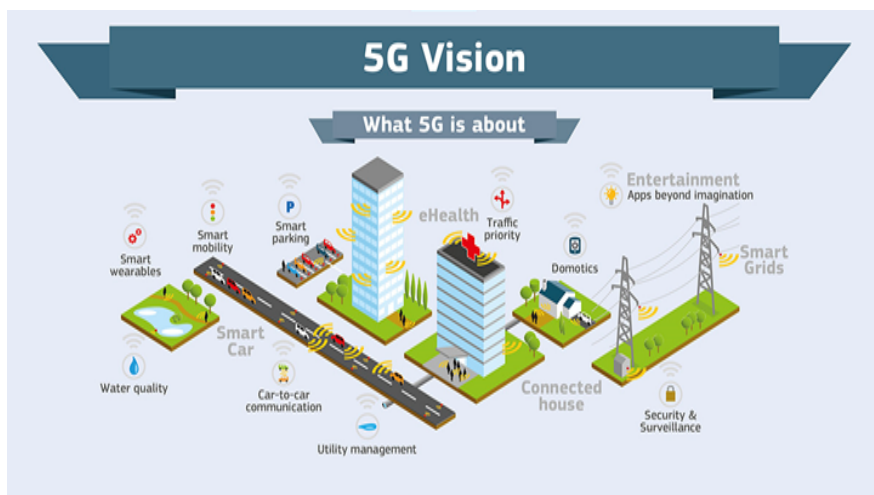 5G Vision
What 5G is about
Smart
wearables
Smart
mobility
P
Smart
parking
eHealth
Traffic
priority
Domotics
Entertainment
Apps beyond imagination
Smart
Grids
Water quality
Smart
Car
Car-to-car
communication
Utility management
Connected
house
Security &
Surveillance